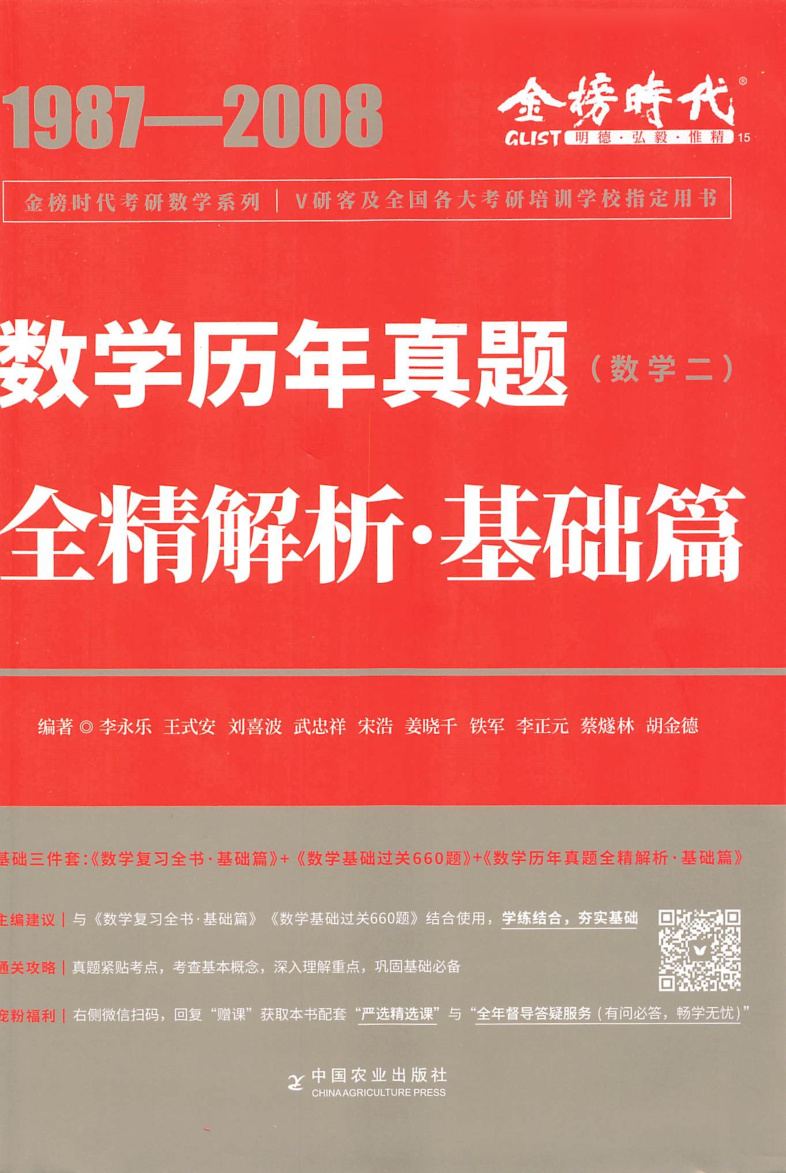 1987—2008
金榜時代®
GLIST 明德·弘毅·惟精 15
金榜时代考研数学系列 | V研客及全国各大考研培训学校指定用书
数学历年真题（数学二）
全精解析·基础篇
编著◎李永乐 王式安 刘喜波 武忠祥 宋浩 姜晓千 铁军 李正元 蔡燧林 胡金德
基础三件套：《数学复习全书·基础篇》+《数学基础过关660题》+《数学历年真题全精解析·基础篇》
主编建议 | 与《数学复习全书·基础篇》《数学基础过关660题》结合使用，学练结合，夯实基础
通关攻略 | 真题紧贴考点，考查基本概念，深入理解重点，巩固基础必备
宠粉福利 | 右侧微信扫码，回复“赠课”获取本书配套“严选精选课”与“全年督导答疑服务（有问必答，畅学无忧）”
中国农业出版社
CHINA AGRICULTURE PRESS